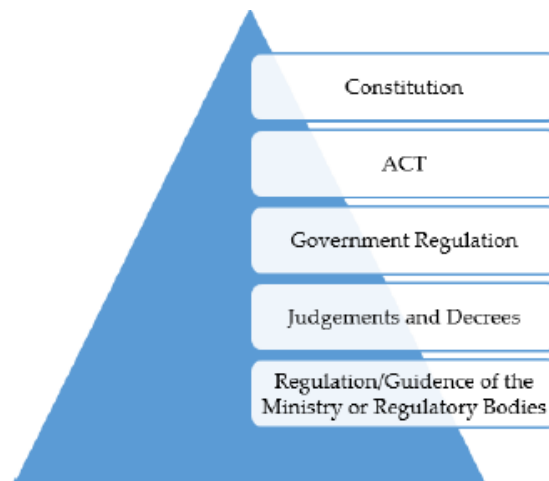 Constitution
ACT
Government Regulation
Judgements and Decrees
Regulation/Guidence of the
Ministry or Regulatory Bodies